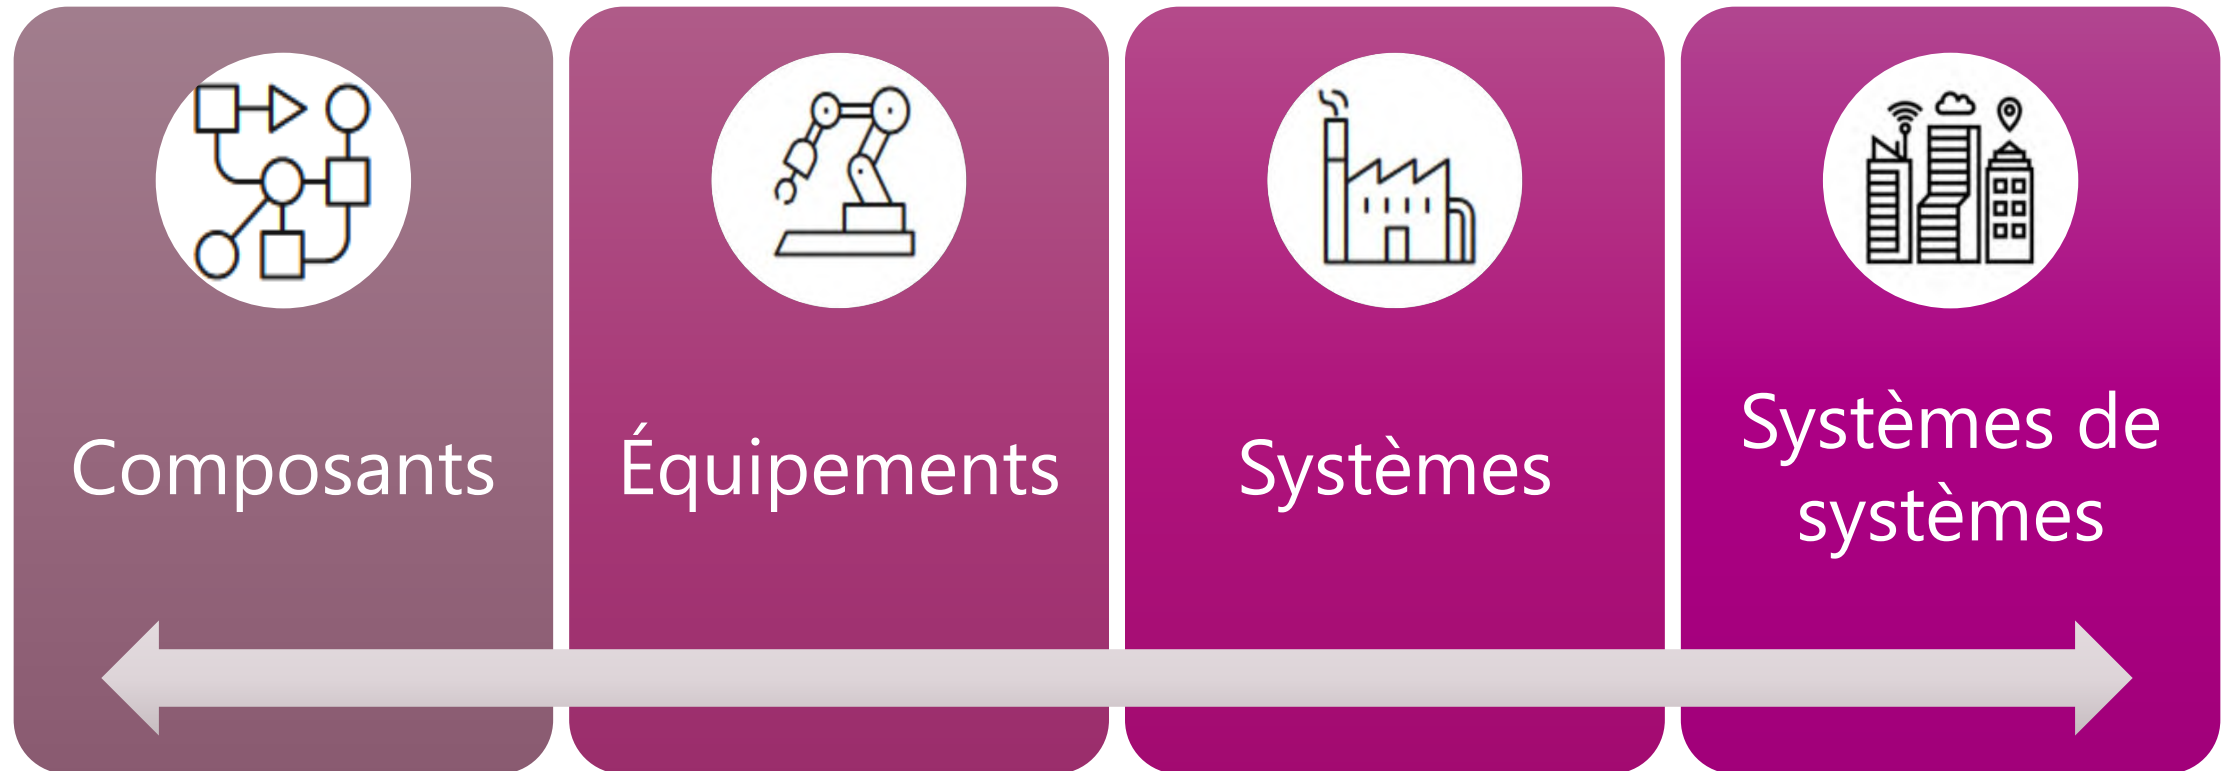 Composants
Équipements
Systèmes
Systèmes de
systèmes